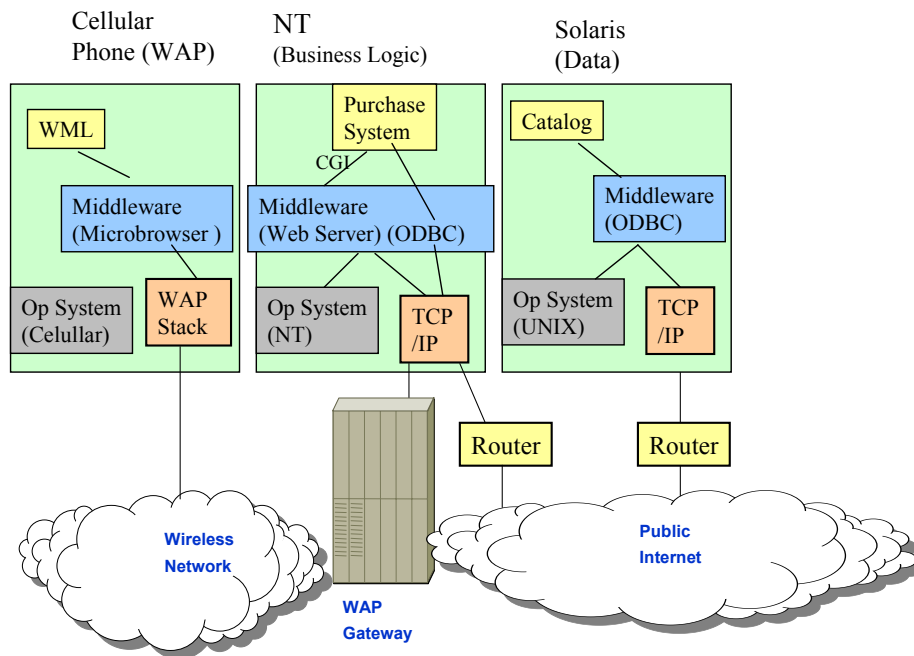 Cellular
Phone (WAP)
NT
(Business Logic)
Solaris
(Data)
WML
Middleware
(Microbrowser )
Op System
(Celullar)
WAP
Stack
Purchase
System
CGI
Middleware
(Web Server) (ODBC)
Op System
(NT)
TCP
/IP
Catalog
Middleware
(ODBC)
Op System
(UNIX)
TCP
/IP
Router
Router
Wireless
Network
WAP
Gateway
Public
Internet